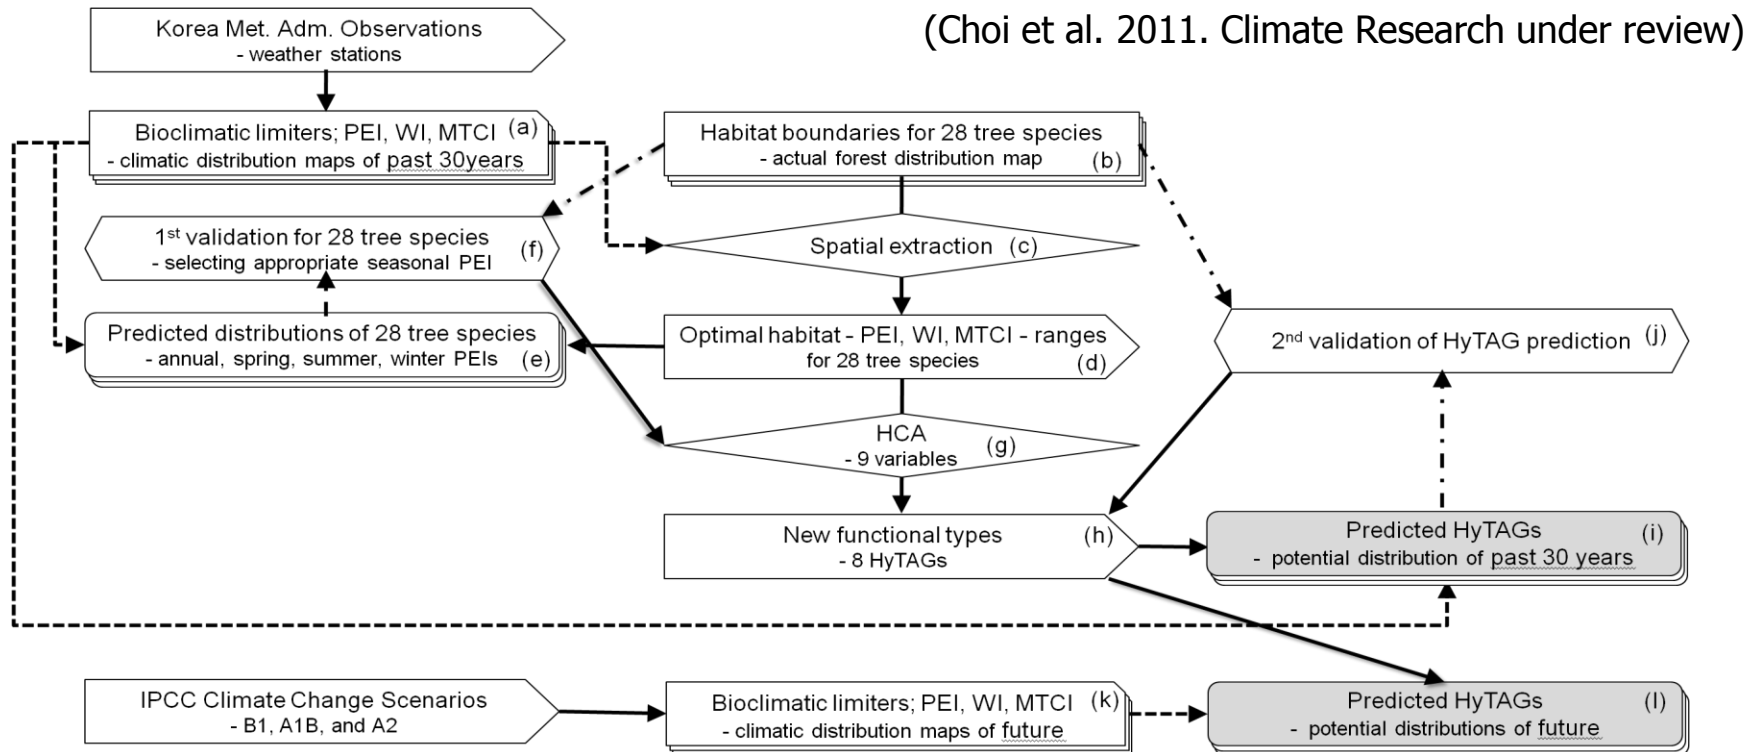 (Choi et al. 2011. Climate Research under review)
Korea Met. Adm. Observations
- weather stations
Bioclimatic limiters; PEI, WI, MTCI (a)
- climatic distribution maps of past 30years
Habitat boundaries for 28 tree species
- actual forest distribution map (b)
1st validation for 28 tree species
- selecting appropriate seasonal PEI (f)
Spatial extraction (c)
Predicted distributions of 28 tree species
- annual, spring, summer, winter PEIs (e)
Optimal habitat - PEI, WI, MTCI - ranges
for 28 tree species (d)
2nd validation of HyTAG prediction (j)
HCA
- 9 variables (g)
New functional types (h)
- 8 HyTAGs
Predicted HyTAGs (i)
- potential distribution of past 30 years
IPCC Climate Change Scenarios
- B1, A1B, and A2
Bioclimatic limiters; PEI, WI, MTCI (k)
- climatic distribution maps of future
Predicted HyTAGs (l)
- potential distributions of future